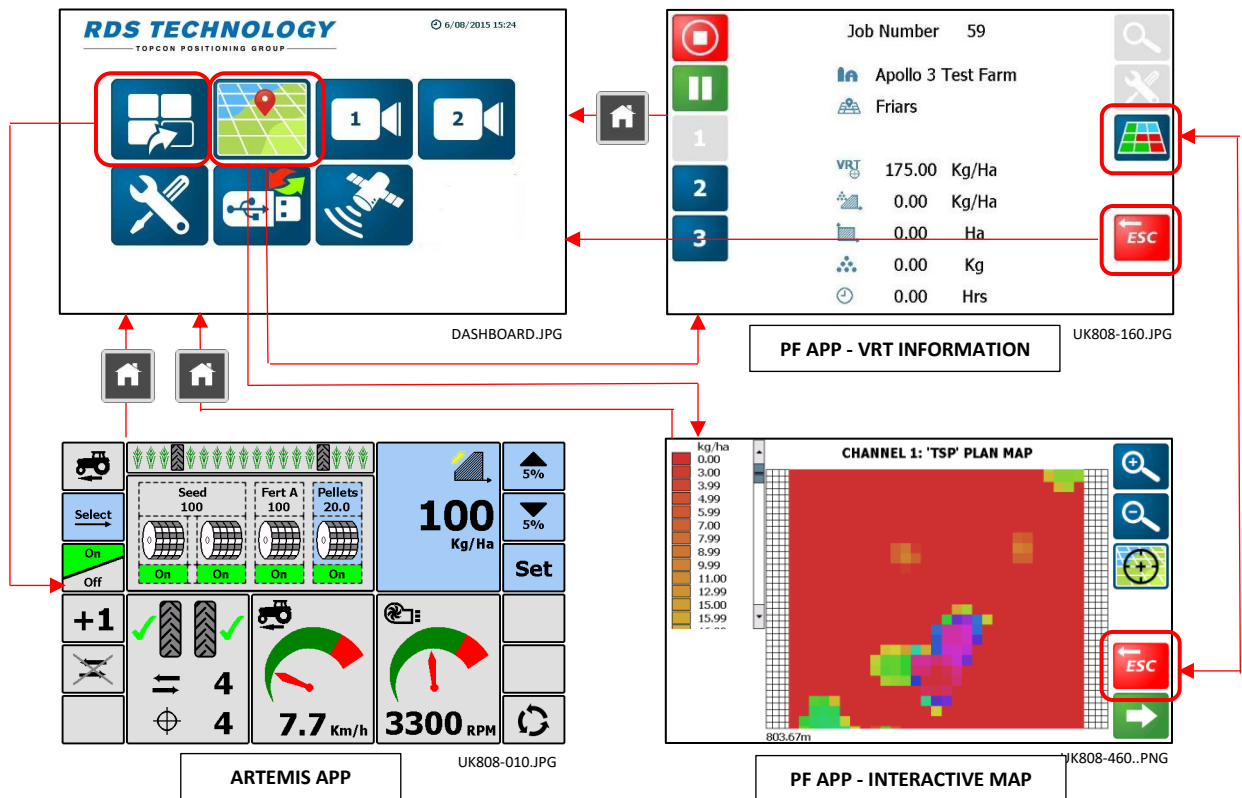 RDS TECHNOLOGY
TOPCON POSITIONING GROUP
6/08/2015 15:24
1
2
DASHBOARD.JPG
Job Number 59
Apollo 3 Test Farm
Friars
VRT 175.00 Kg/Ha
0.00 Kg/Ha
0.00 Ha
0.00 Kg
0.00 Hrs
1
2
3
ESC
UK808-160.JPG
PF APP - VRT INFORMATION
Select
On
Off
+1
Seed
100
Fert A
100
Pellets
20.0
On
On
On
On
100
Kg/Ha
5%
5%
Set
4
4
7.7 Km/h
3300 RPM
UK808-010.JPG
ARTEMIS APP
kg/ha
0.00
3.00
3.99
4.99
5.99
7.00
7.99
8.99
9.99
11.00
12.99
15.00
15.99
CHANNEL 1: 'TSP' PLAN MAP
803.67m
ESC
UK808-460..PNG
PF APP - INTERACTIVE MAP